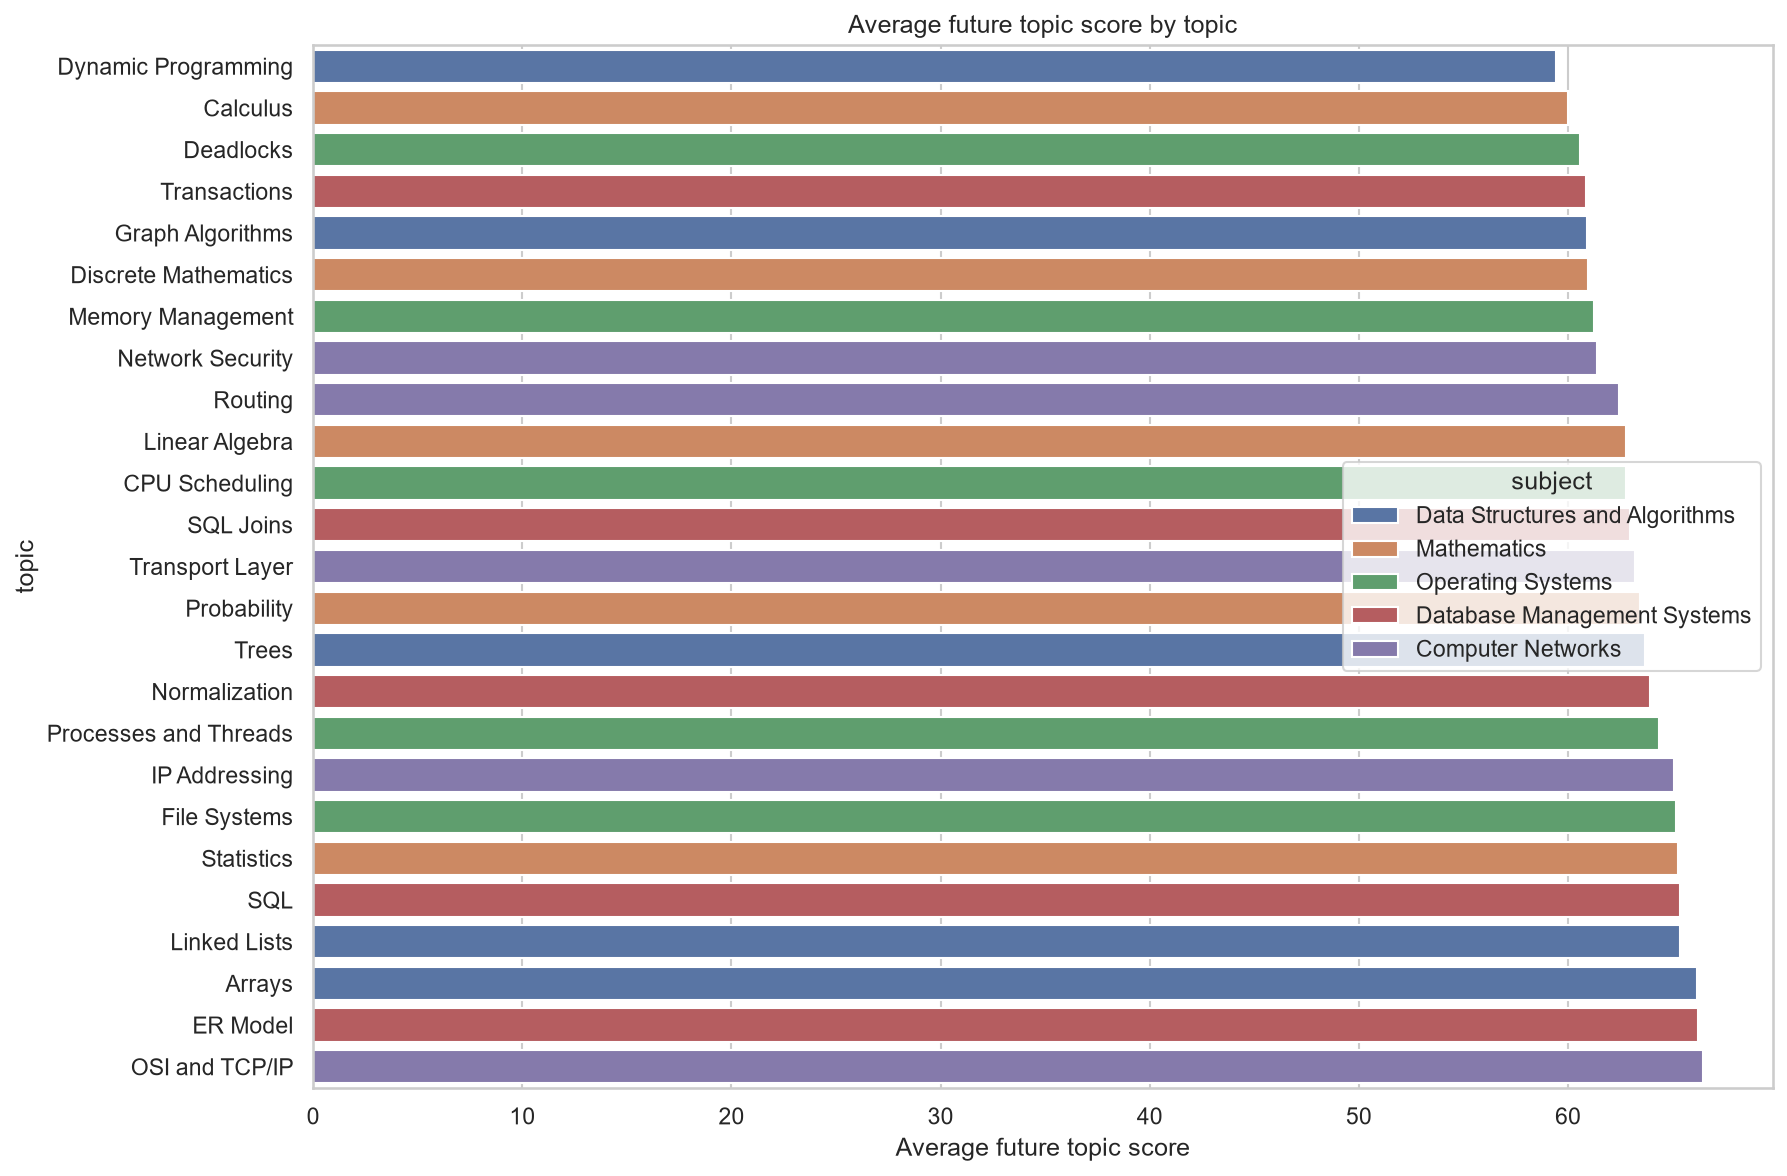 Average future topic score by topic
Dynamic Programming
Calculus
Deadlocks
Transactions
Graph Algorithms
Discrete Mathematics
Memory Management
Network Security
Routing
Linear Algebra
CPU Scheduling
SQL Joins
Transport Layer
Probability
Trees
Normalization
Processes and Threads
IP Addressing
File Systems
Statistics
SQL
Linked Lists
Arrays
ER Model
OSI and TCP/IP
topic
subject
Data Structures and Algorithms
Mathematics
Operating Systems
Database Management Systems
Computer Networks
0 10 20 30 40 50 60
Average future topic score